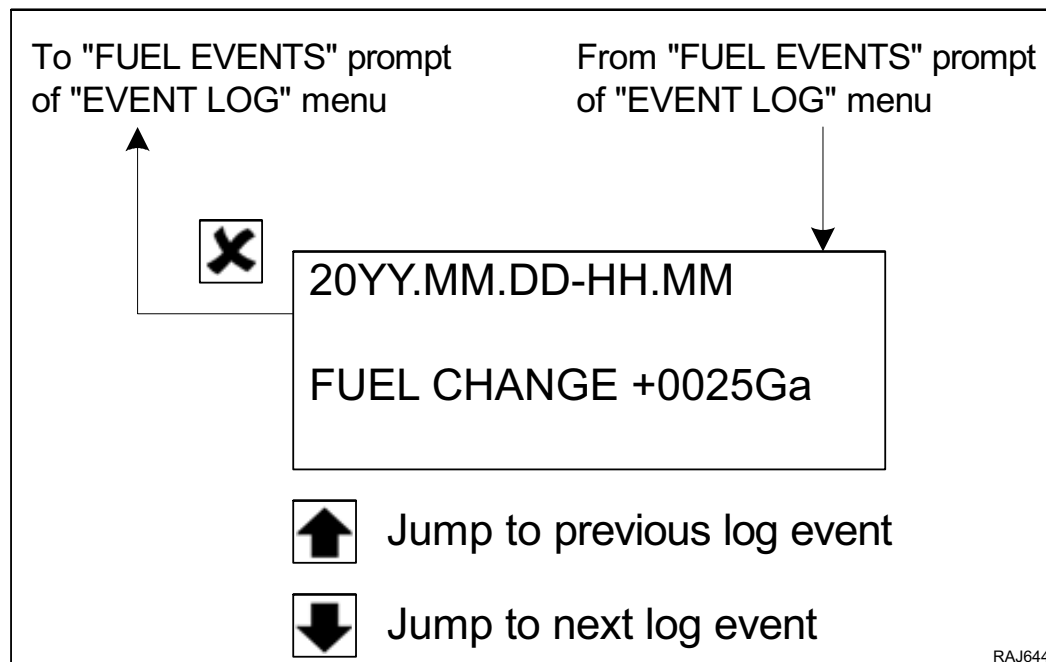 To "FUEL EVENTS" prompt
of "EVENT LOG" menu
From "FUEL EVENTS" prompt
of "EVENT LOG" menu
20YY.MM.DD-HH.MM
FUEL CHANGE +0025Ga
Jump to previous log event
Jump to next log event
RAJ644